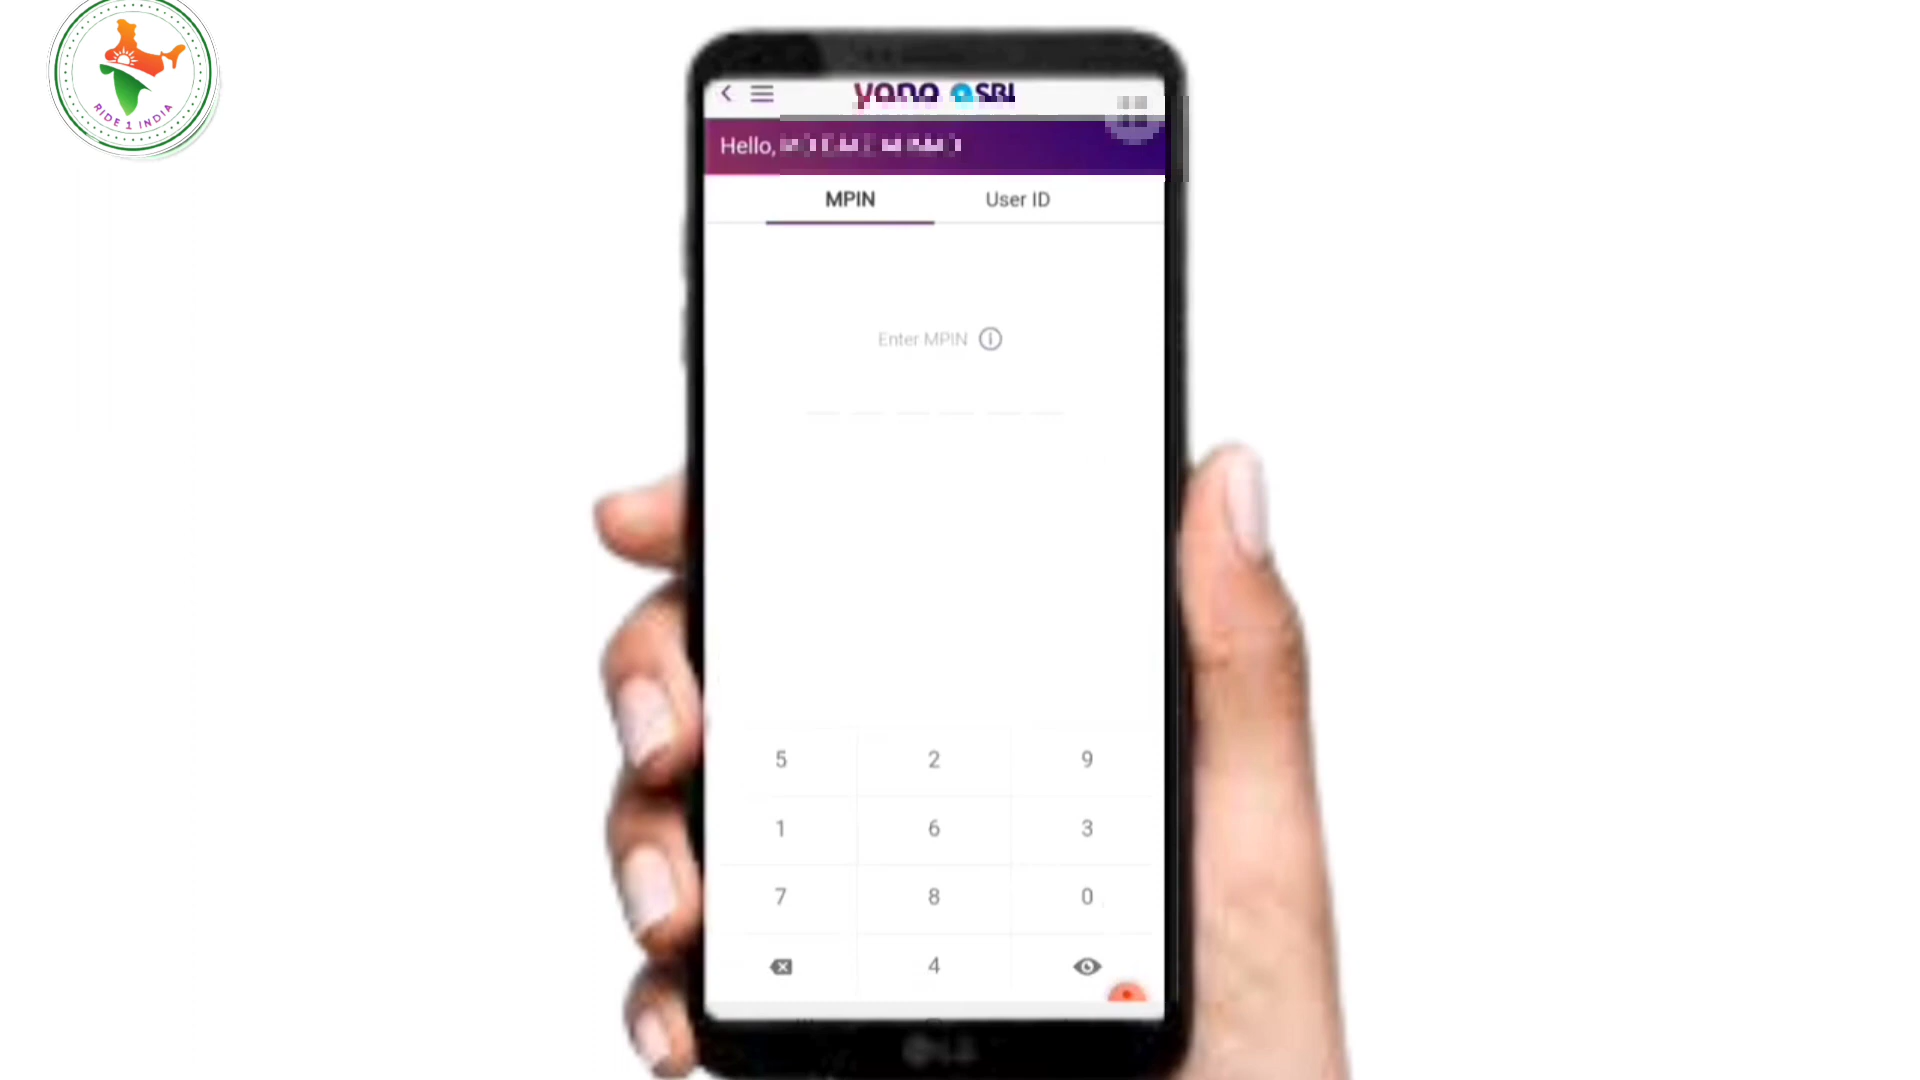 RIDE 1 INDIA
yono SBI
Hello,
MPIN User ID
Enter MPIN
5 2 9
1 6 3
7 8 0
4
LG